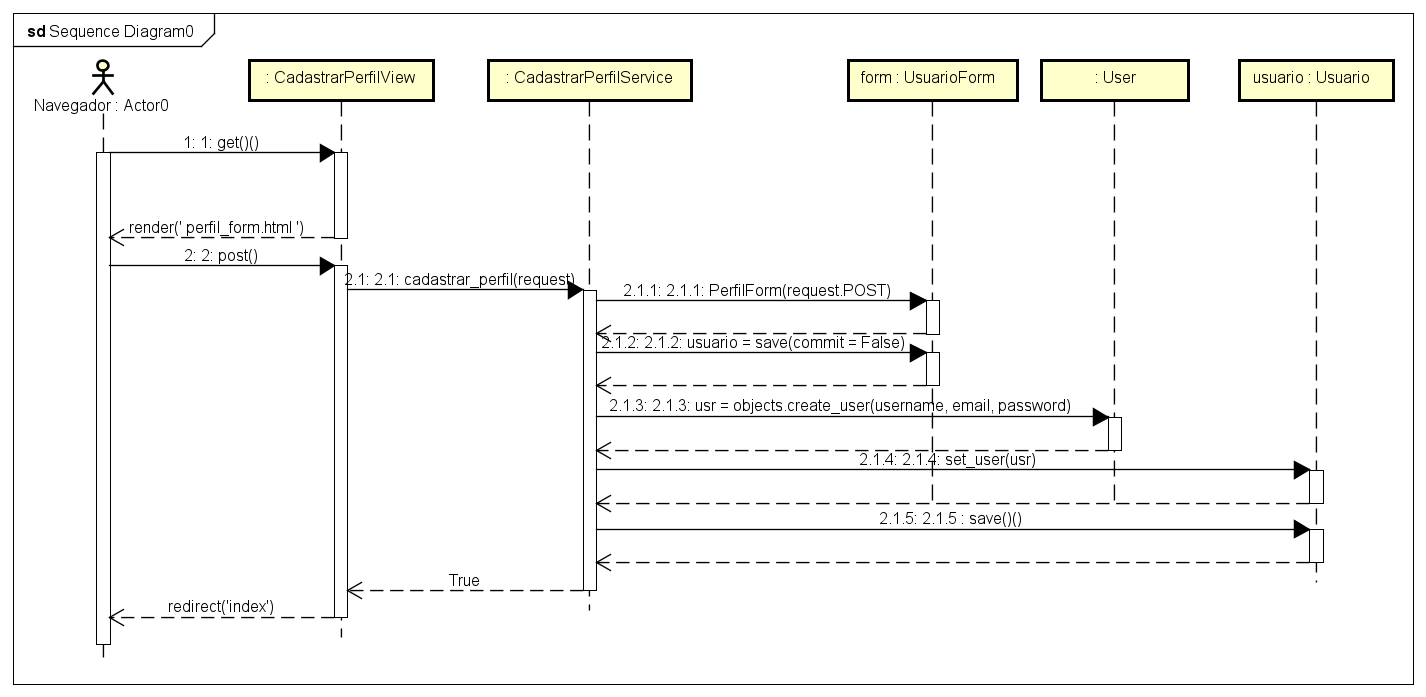 sd Sequence Diagram0
Navegador : Actor0
: CadastrarPerfilView
: CadastrarPerfilService
form : UsuarioForm
: User
usuario : Usuario
1: 1: get()()
render(' perfil_form.html ')
2: 2: post()
2.1: 2.1: cadastrar_perfil(request)
2.1.1: 2.1.1: PerfilForm(request.POST)
2.1.2: 2.1.2: usuario = save(commit = False)
2.1.3: 2.1.3: usr = objects.create_user(username, email, password)
2.1.4: 2.1.4: set_user(usr)
2.1.5: 2.1.5 : save()()
True
redirect('index')